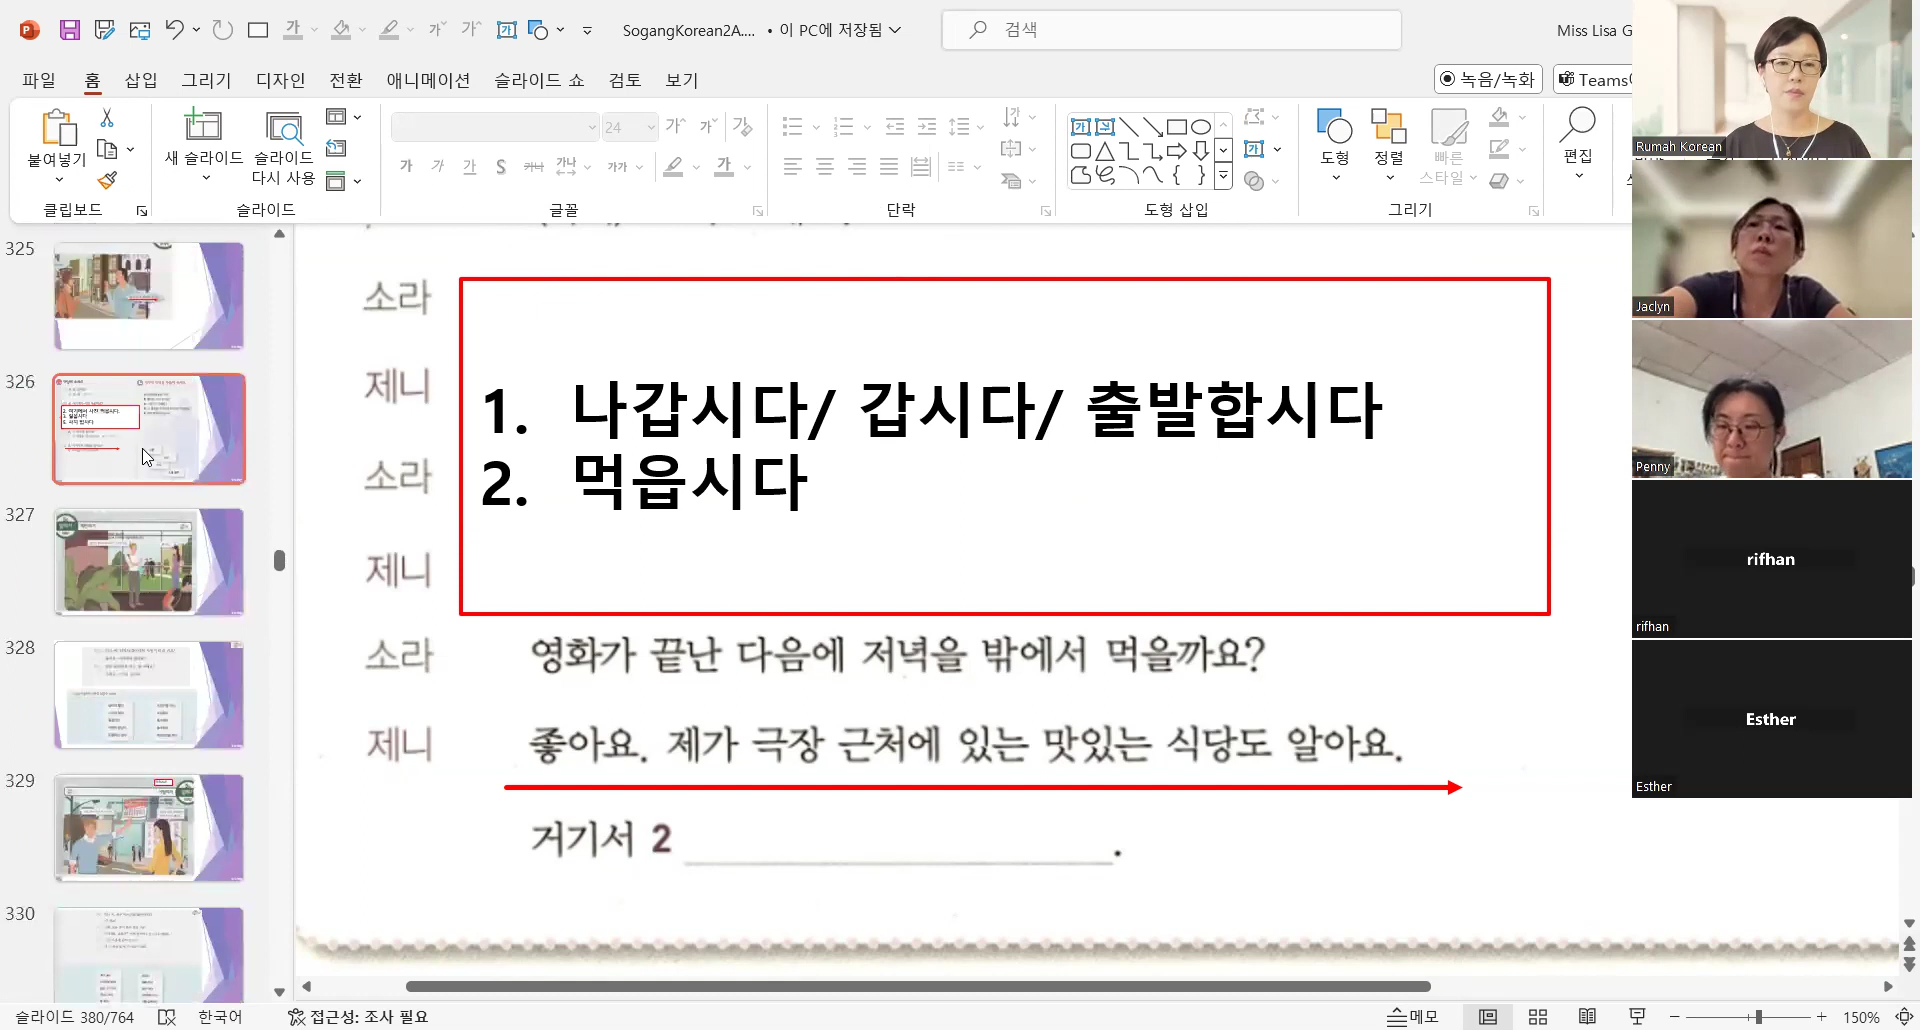 SogangKorean2A.... • 이 PC에 저장됨
검색
Miss Lisa G
파일 홈 삽입 그리기 디자인 전환 애니메이션 슬라이드 쇼 검토 보기
녹음/녹화
Teams
붙여넣기
새 슬라이드
슬라이드 다시 사용
24
도형
정렬
빠른 스타일
편집
클립보드
슬라이드
글꼴
단락
도형 삽입
그리기
325
326
327
328
329
330
소라
제니
소라
제니
1. 나갑시다/ 갑시다/ 출발합시다
2. 먹읍시다
소라 영화가 끝난 다음에 저녁을 밖에서 먹을까요?
제니 좋아요. 제가 극장 근처에 있는 맛있는 식당도 알아요.
거기서 2 ____________.
Rumah Korean
Jaclyn
Penny
rifhan
rifhan
Esther
Esther
슬라이드 380/764
한국어
접근성: 조사 필요
메모
150%